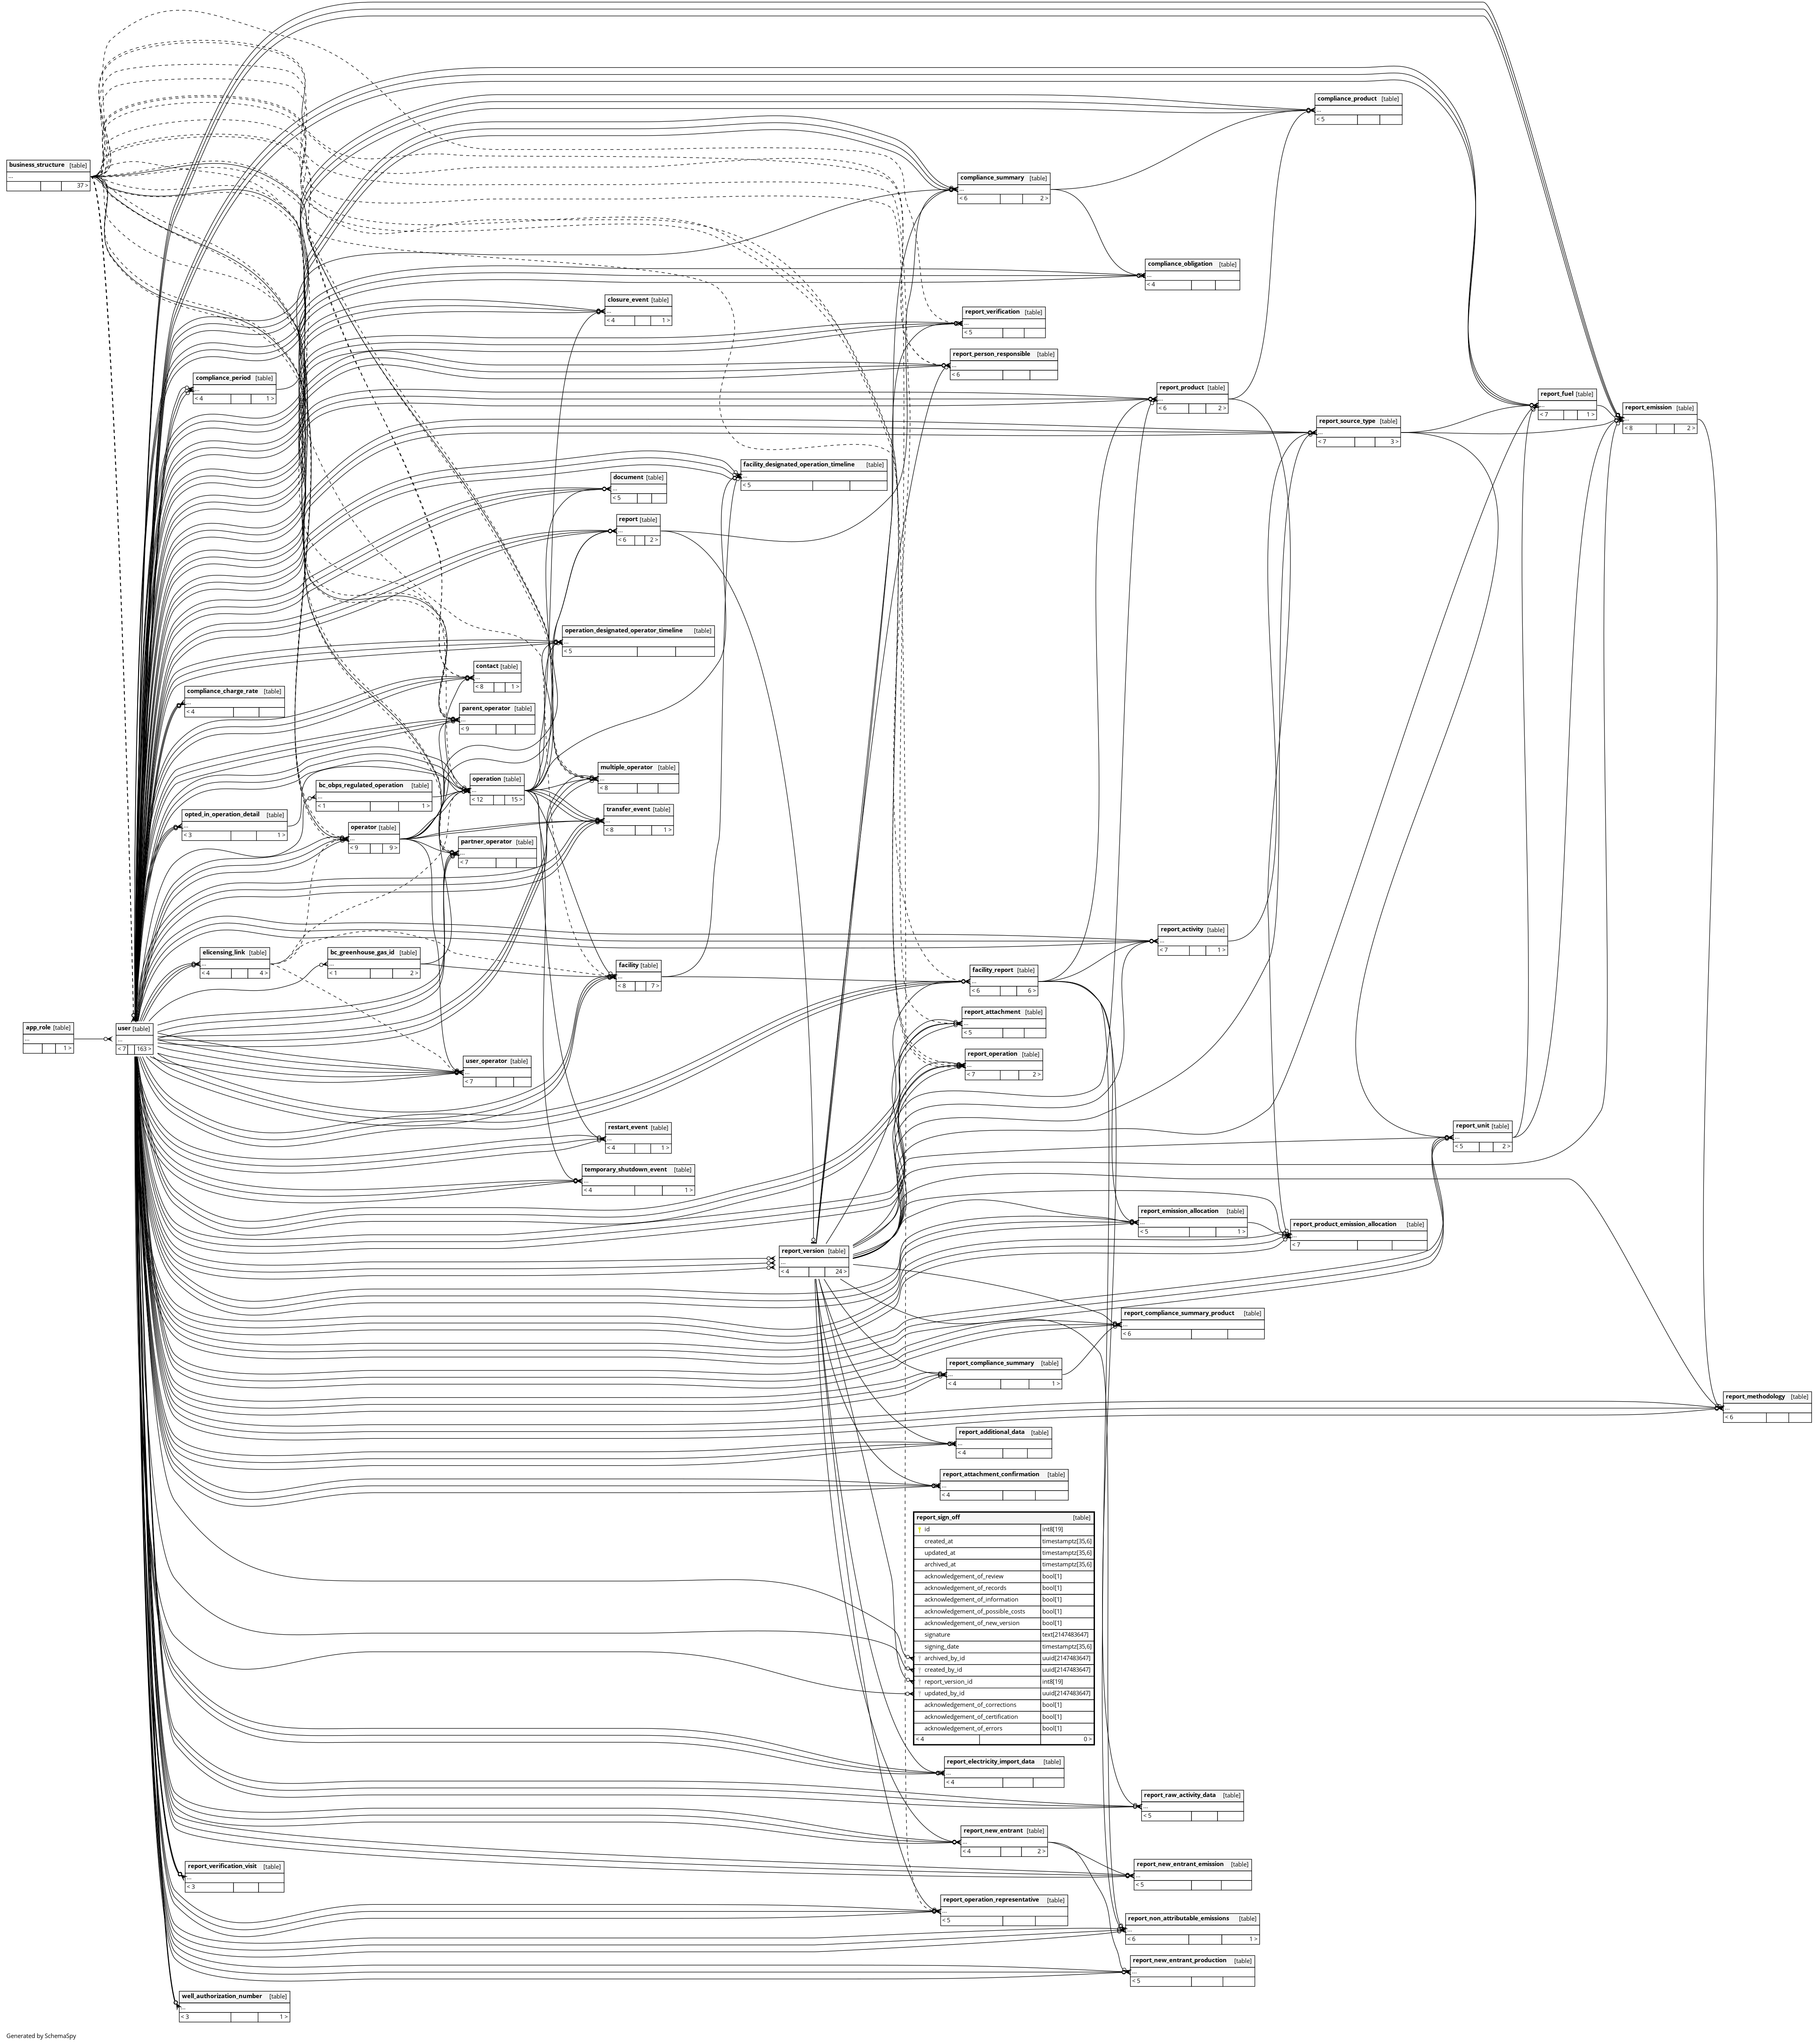 compliance_product [table]
...
< 5
business_structure [table]
...
37 >
compliance_summary [table]
...
< 6 2 >
compliance_obligation [table]
...
< 4
closure_event [table]
...
< 4 1 >
report_verification [table]
...
< 5
report_person_responsible [table]
...
< 6
compliance_period [table]
...
< 4 1 >
report_product [table]
...
< 6 2 >
report_fuel [table]
...
< 7 1 >
report_emission [table]
...
< 8 2 >
report_source_type [table]
...
< 7 3 >
facility_designated_operation_timeline [table]
...
< 5
document [table]
...
< 5
report [table]
...
< 6 2 >
operation_designated_operator_timeline [table]
...
< 5
contact [table]
...
< 8 1 >
compliance_charge_rate [table]
...
< 4
parent_operator [table]
...
< 9
multiple_operator [table]
...
< 8
operation [table]
...
< 12 15 >
bc_obps_regulated_operation [table]
...
< 1 1 >
transfer_event [table]
...
< 8 1 >
opted_in_operation_detail [table]
...
< 3 1 >
operator [table]
...
< 9 9 >
partner_operator [table]
...
< 7
report_activity [table]
...
< 7 1 >
elicensing_link [table]
...
< 4 4 >
bc_greenhouse_gas_id [table]
...
< 1 2 >
facility [table]
...
< 8 7 >
facility_report [table]
...
< 6 6 >
report_attachment [table]
...
< 5
app_role [table]
...
1 >
user [table]
...
< 7 163 >
report_operation [table]
...
< 7 2 >
user_operator [table]
...
< 7
restart_event [table]
...
< 4 1 >
report_unit [table]
...
< 5 2 >
temporary_shutdown_event [table]
...
< 4 1 >
report_emission_allocation [table]
...
< 5 1 >
report_product_emission_allocation [table]
...
< 7
report_version [table]
...
< 4 24 >
report_compliance_summary_product [table]
...
< 6
report_compliance_summary [table]
...
< 4 1 >
report_methodology [table]
...
< 6
report_additional_data [table]
...
< 4
report_attachment_confirmation [table]
...
< 4
report_sign_off [table]
id int8[19]
created_at timestamptz[35,6]
updated_at timestamptz[35,6]
archived_at timestamptz[35,6]
acknowledgement_of_review bool[1]
acknowledgement_of_records bool[1]
acknowledgement_of_information bool[1]
acknowledgement_of_possible_costs bool[1]
acknowledgement_of_new_version bool[1]
signature text[2147483647]
signing_date timestamptz[35,6]
archived_by_id uuid[2147483647]
created_by_id uuid[2147483647]
report_version_id int8[19]
updated_by_id uuid[2147483647]
acknowledgement_of_corrections bool[1]
acknowledgement_of_certification bool[1]
acknowledgement_of_errors bool[1]
< 4 0 >
report_electricity_import_data [table]
...
< 4
report_raw_activity_data [table]
...
< 5
report_new_entrant [table]
...
< 4 2 >
report_verification_visit [table]
...
< 3
report_new_entrant_emission [table]
...
< 5
report_operation_representative [table]
...
< 5
report_non_attributable_emissions [table]
...
< 6 1 >
report_new_entrant_production [table]
...
< 5
well_authorization_number [table]
...
< 3 1 >
Generated by SchemaSpy